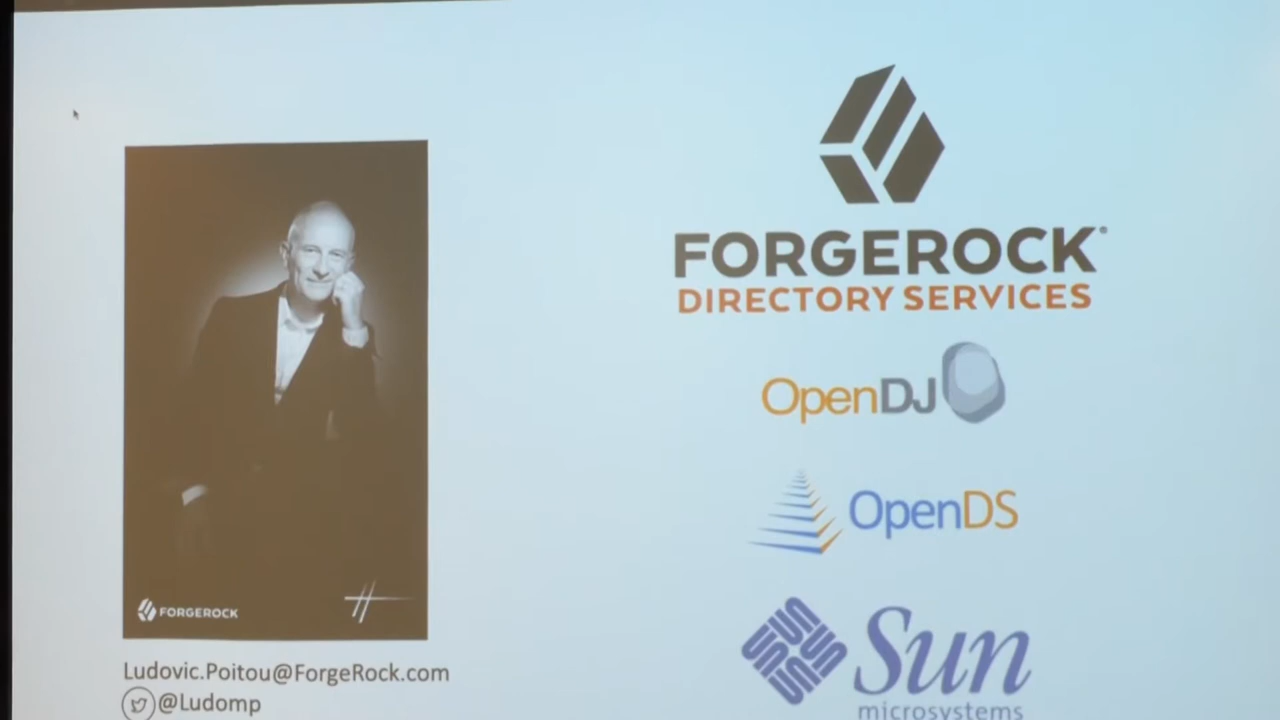 FORGEROCK
Ludovic.Poitou@ForgeRock.com
@Ludomp
FORGEROCK®
DIRECTORY SERVICES
OpenDJ
OpenDS
Sun
microsystems